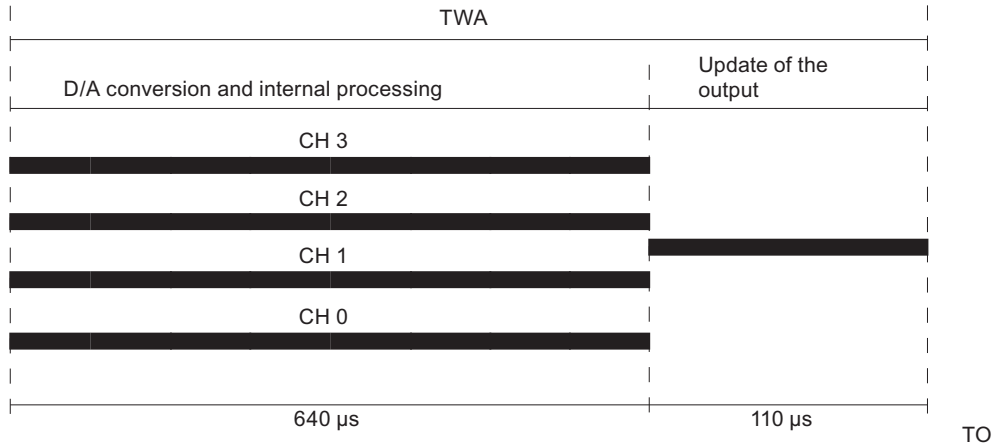 TWA
D/A conversion and internal processing
Update of the
output
CH 3
CH 2
CH 1
CH 0
640 µs
110 µs
TO